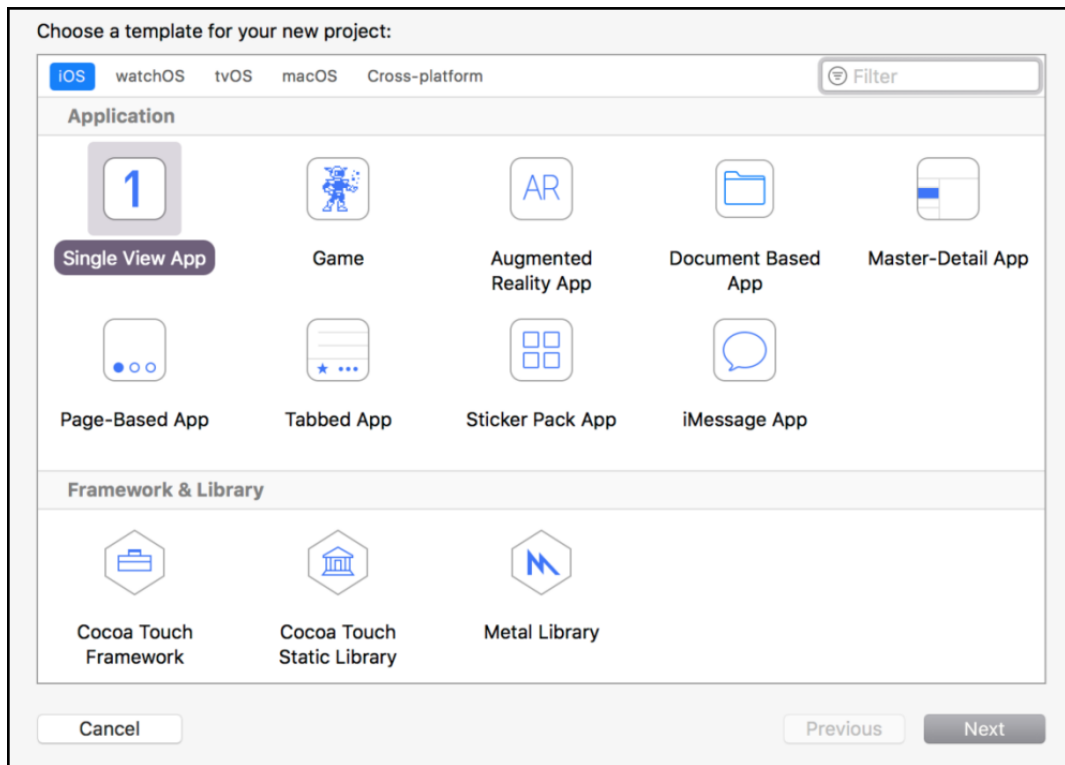 Choose a template for your new project:
iOS watchOS tvOS macOS Cross-platform Filter
Application
1 AR
Single View App Game Augmented Reality App Document Based App Master-Detail App
Page-Based App Tabbed App Sticker Pack App iMessage App
Framework & Library
Cocoa Touch Framework Cocoa Touch Static Library Metal Library
Cancel Previous Next